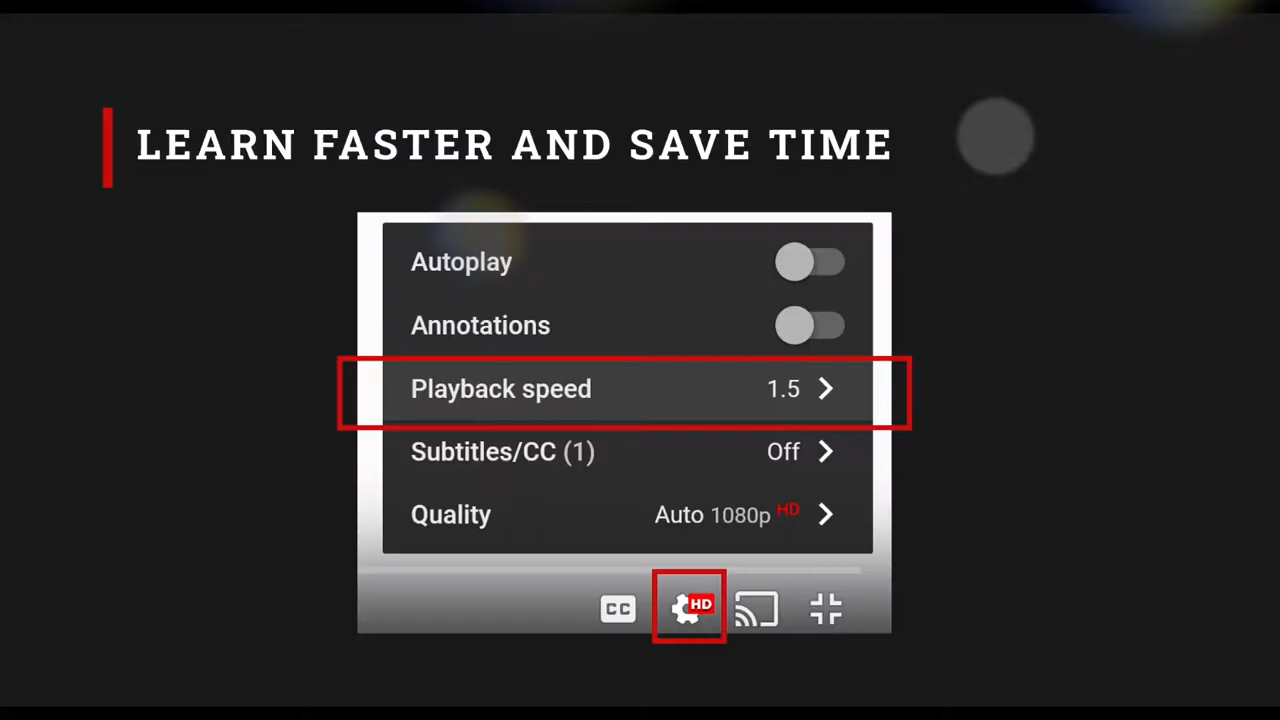 LEARN FASTER AND SAVE TIME
Autoplay
Annotations
Playback speed 1.5
Subtitles/CC (1) Off
Quality Auto 1080p HD
CC HD